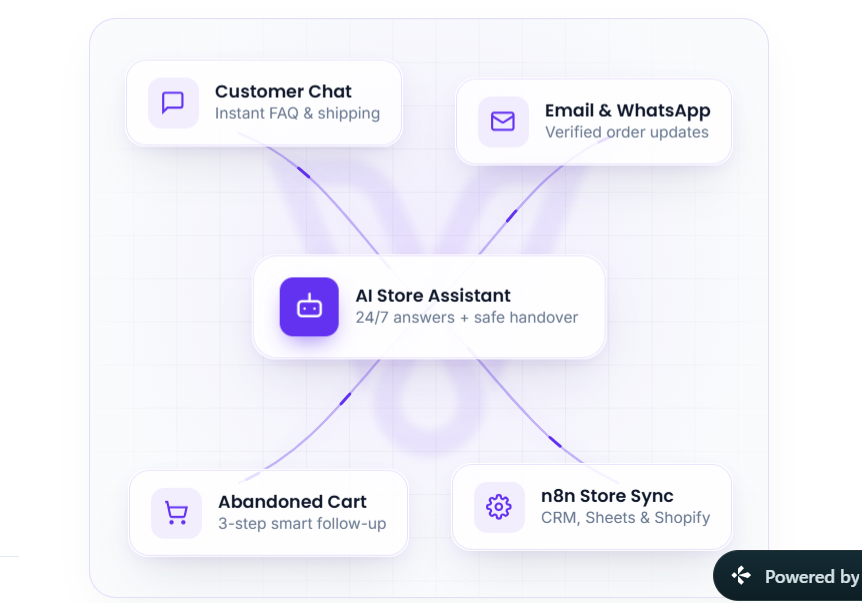 Customer Chat
Instant FAQ & shipping
Email & WhatsApp
Verified order updates
AI Store Assistant
24/7 answers + safe handover
Abandoned Cart
3-step smart follow-up
n8n Store Sync
CRM, Sheets & Shopify
Powered by